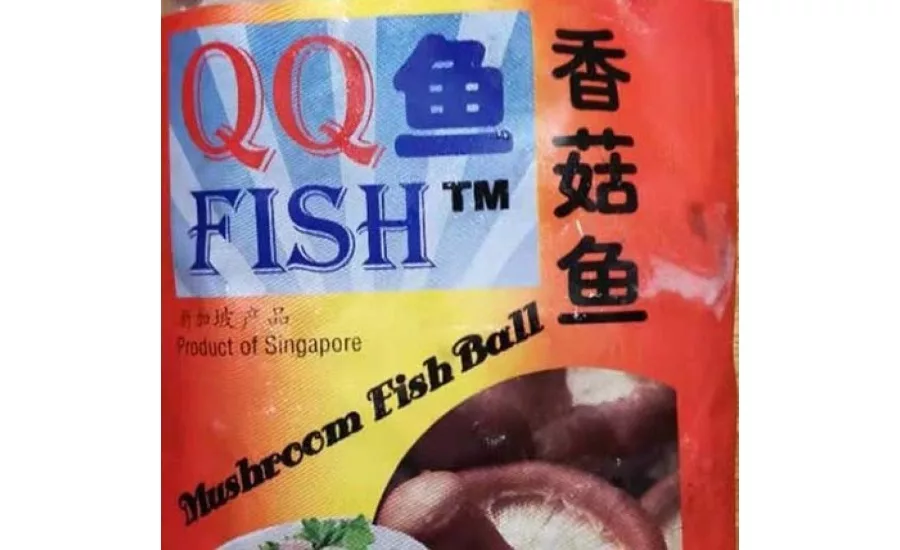 QQ鱼
FISH™
香菇鱼
新加坡产品
Product of Singapore
Mushroom Fish Ball